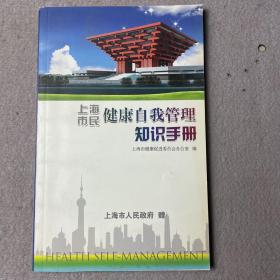 上海市民 健康自我管理
知识手册
上海市健康促进委员会办公室 编
上海市人民政府 赠
HEALTH SELF-MANAGEMENT